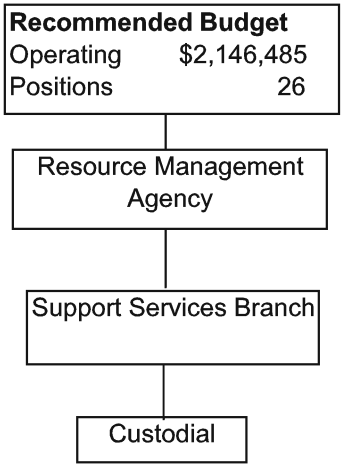 Recommended Budget
Operating $2,146,485
Positions 26
Resource Management
Agency
Support Services Branch
Custodial